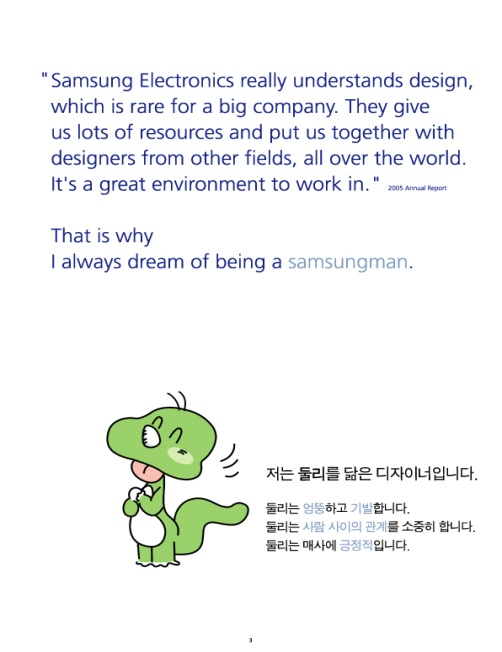 "Samsung Electronics really understands design,
which is rare for a big company. They give
us lots of resources and put us together with
designers from other fields, all over the world.
It's a great environment to work in." 2005 Annual Report
That is why
I always dream of being a samsungman.
저는 둘리를 닮은 디자이너입니다.
둘리는 엉뚱하고 기발합니다.
둘리는 사람 사이의 관계를 소중히 합니다.
둘리는 매사에 긍정적입니다.
3